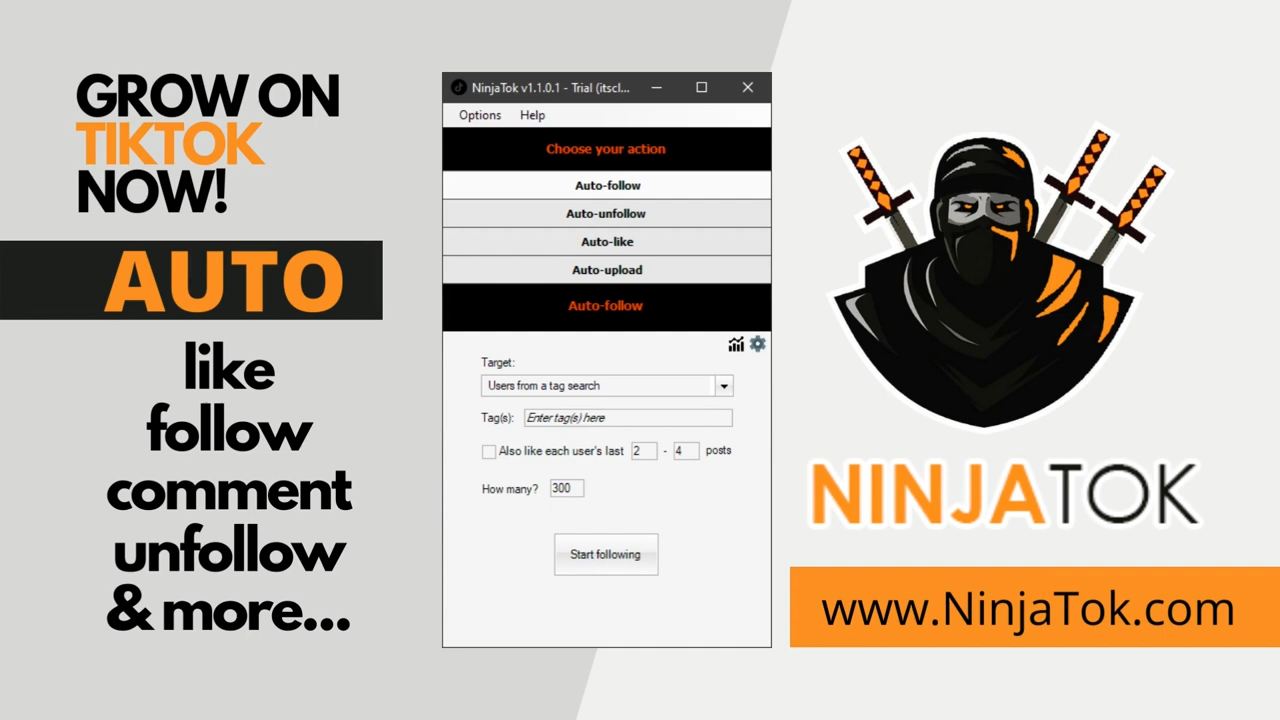 GROW ON
TIKTOK
NOW!
AUTO
like
follow
comment
unfollow
& more...
NinjaTok v1.1.0.1 - Trial (itscl...
Options Help
Choose your action
Auto-follow
Auto-unfollow
Auto-like
Auto-upload
Auto-follow
Target:
Users from a tag search
Tag(s): Enter tag(s) here
Also like each user's last 2 - 4 posts
How many? 300
Start following
NINJATOK
www.NinjaTok.com